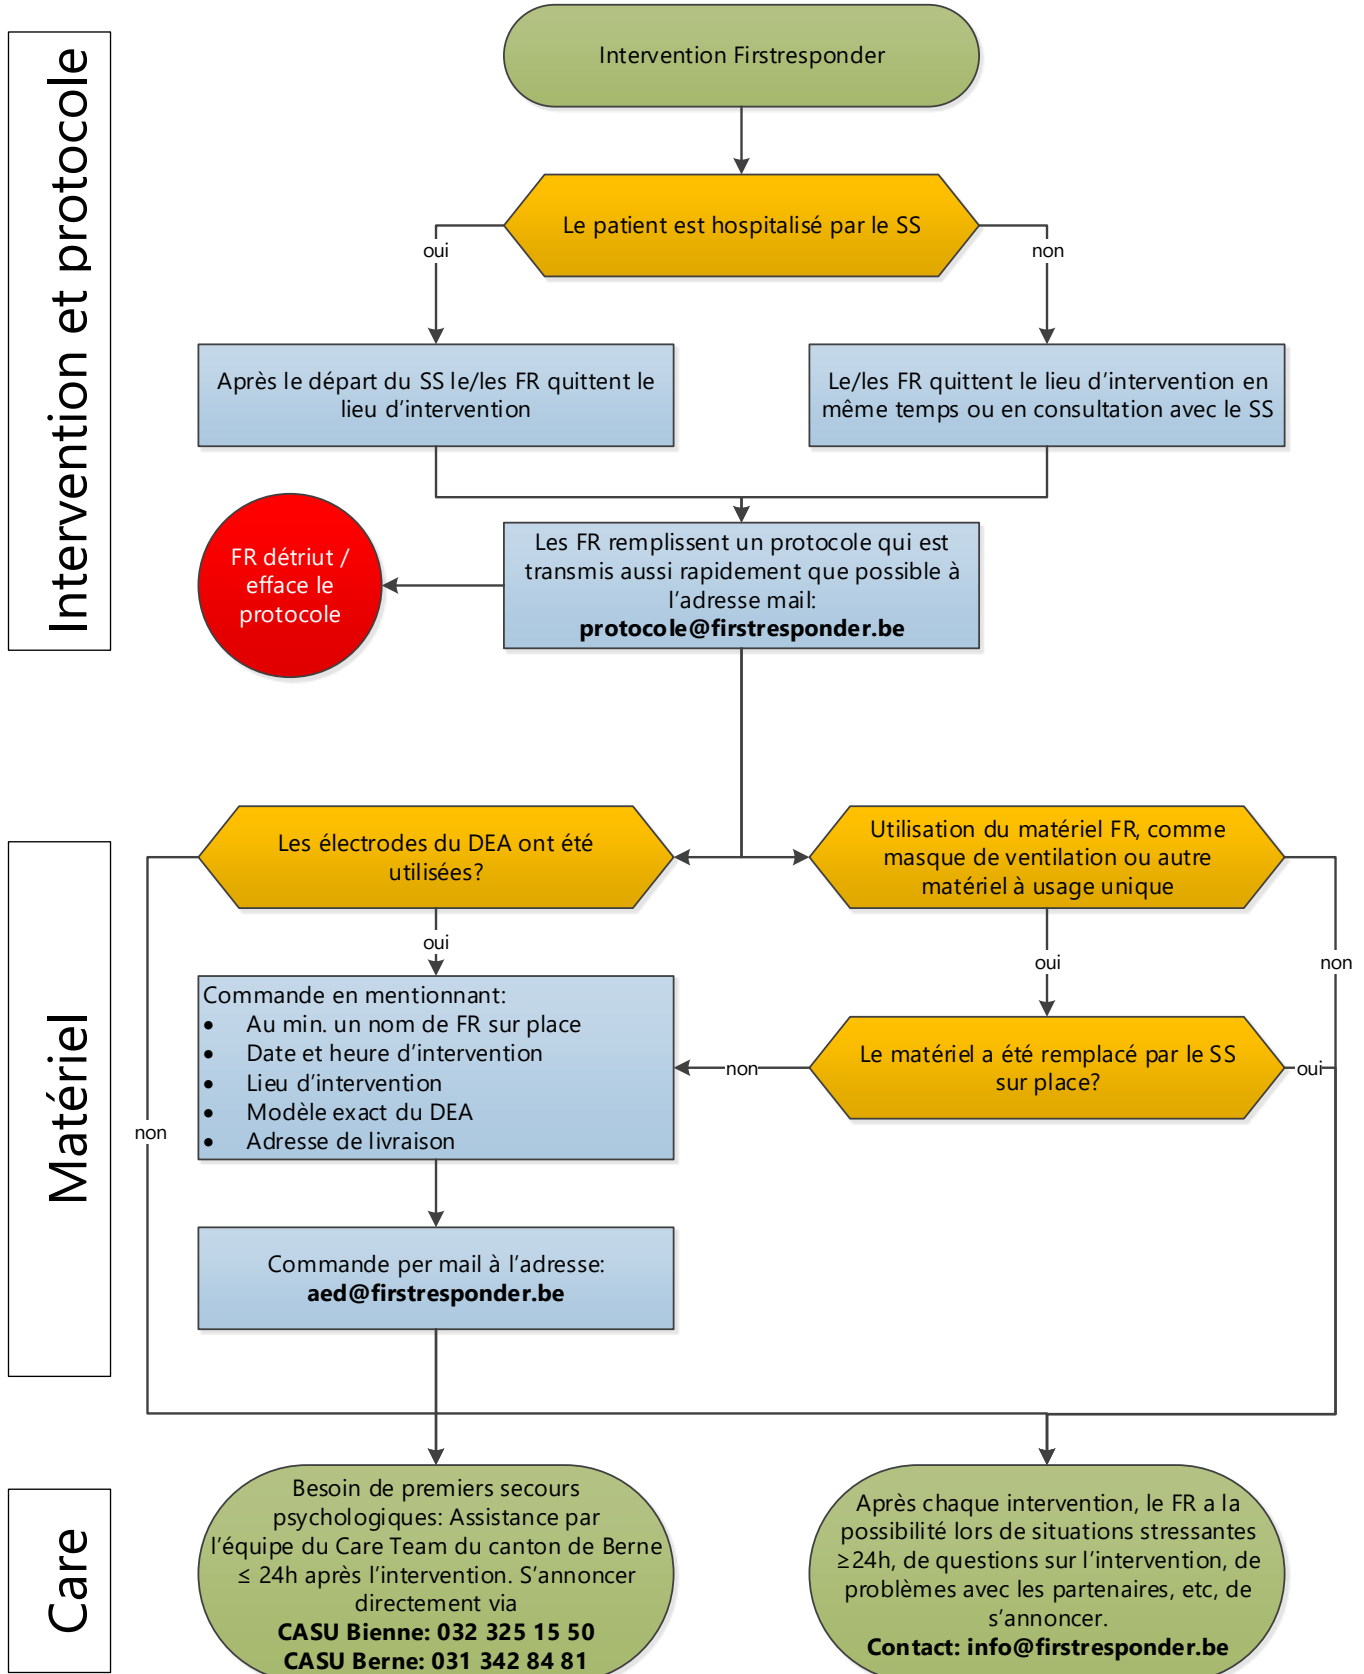 Intervention et protocole
Intervention Firstresponder
Le patient est hospitalisé par le SS
oui
non
Après le départ du SS le/les FR quittent le
lieu d'intervention
Le/les FR quittent le lieu d'intervention en
même temps ou en consultation avec le SS
FR détriut /
efface le
protocole
Les FR remplissent un protocole qui est
transmis aussi rapidement que possible à
l'adresse mail:
protocole@firstresponder.be
Matériel
Les électrodes du DEA ont été
utilisées?
Utilisation du matériel FR, comme
masque de ventilation ou autre
matériel à usage unique
oui
oui
non
Commande en mentionnant:
• Au min. un nom de FR sur place
• Date et heure d'intervention
• Lieu d'intervention
• Modèle exact du DEA
• Adresse de livraison
non
Le matériel a été remplacé par le SS
sur place?
oui
non
Commande per mail à l'adresse:
aed@firstresponder.be
Care
Besoin de premiers secours
psychologiques: Assistance par
l'équipe du Care Team du canton de Berne
≤ 24h après l'intervention. S'annoncer
directement via
CASU Bienne: 032 325 15 50
CASU Berne: 031 342 84 81
Après chaque intervention, le FR a la
possibilité lors de situations stressantes
≥24h, de questions sur l'intervention, de
problèmes avec les partenaires, etc, de
s'annoncer.
Contact: info@firstresponder.be